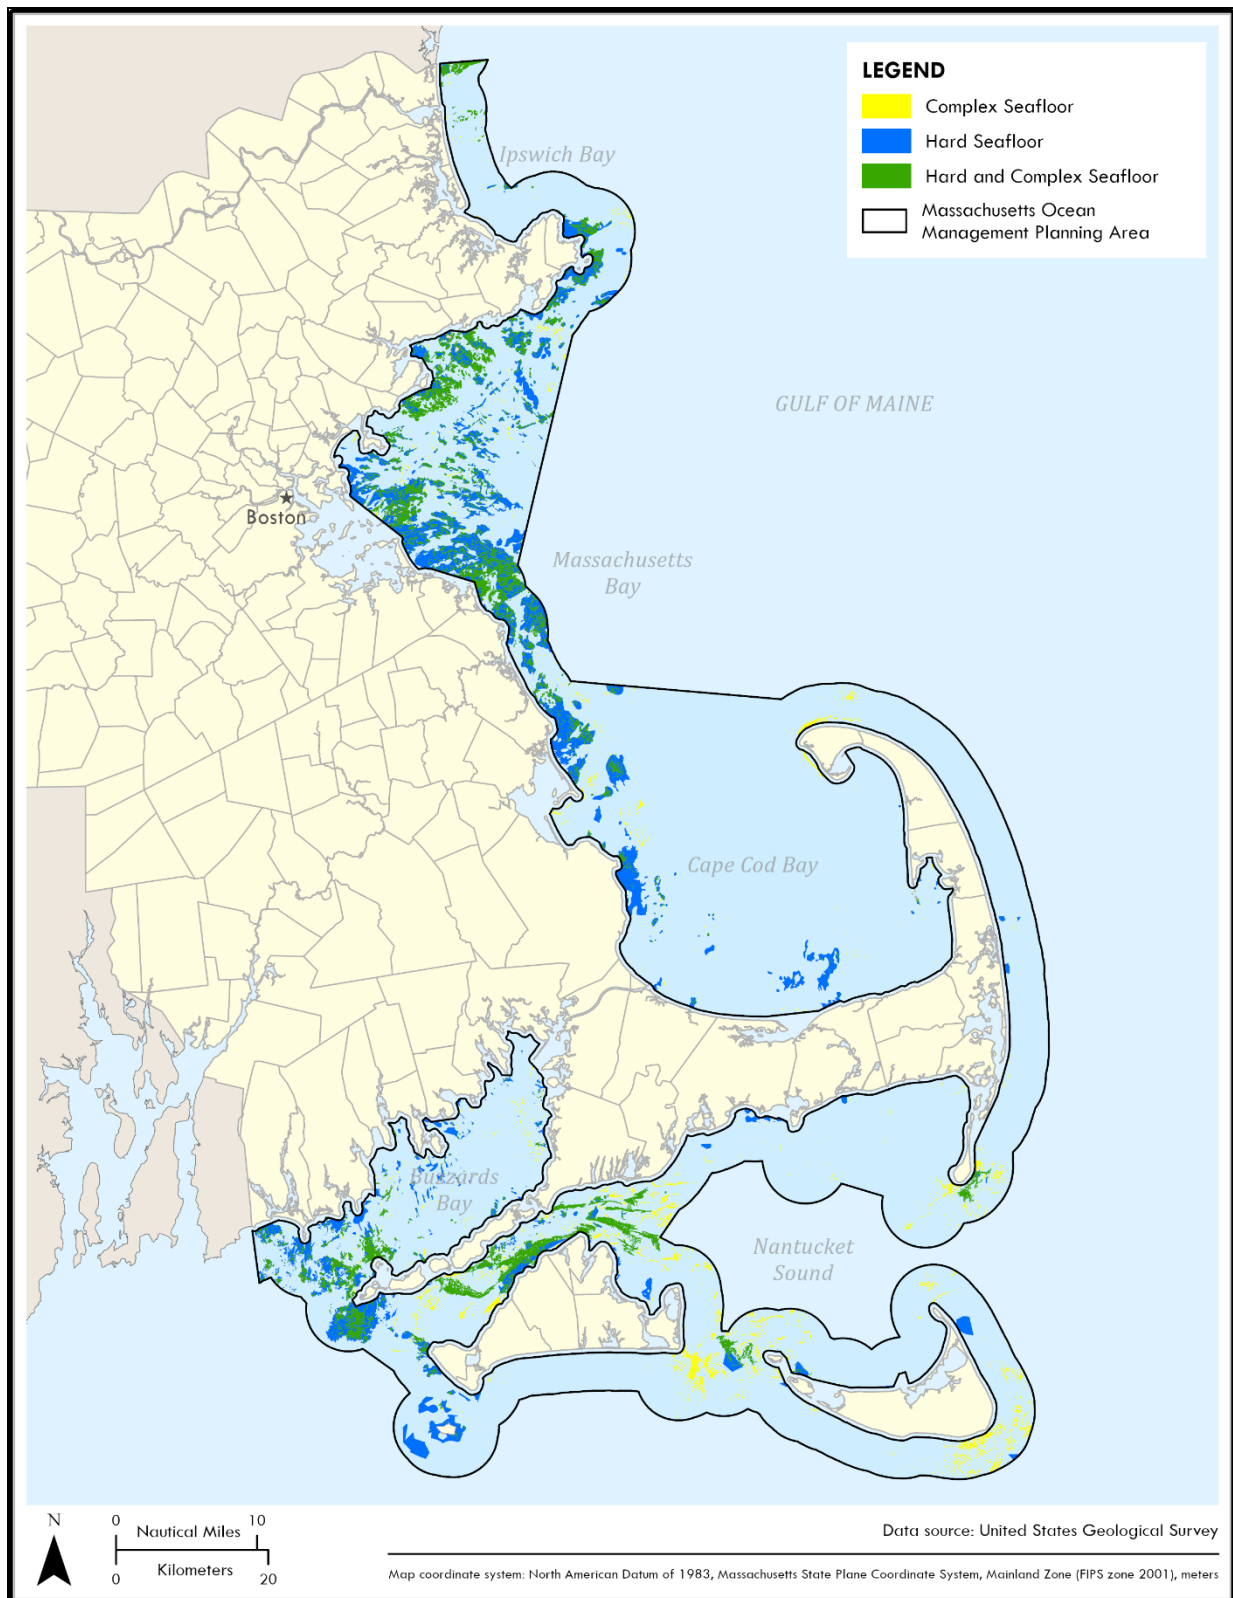 LEGEND
Complex Seafloor
Hard Seafloor
Hard and Complex Seafloor
Massachusetts Ocean
Management Planning Area
Ipswich Bay
GULF OF MAINE
Boston
Massachusetts
Bay
Cape Cod Bay
Buzzards
Bay
Nantucket
Sound
N
0 10
Nautical Miles
Kilometers
0 20
Data source: United States Geological Survey
Map coordinate system: North American Datum of 1983, Massachusetts State Plane Coordinate System, Mainland Zone (FIPS zone 2001), meters